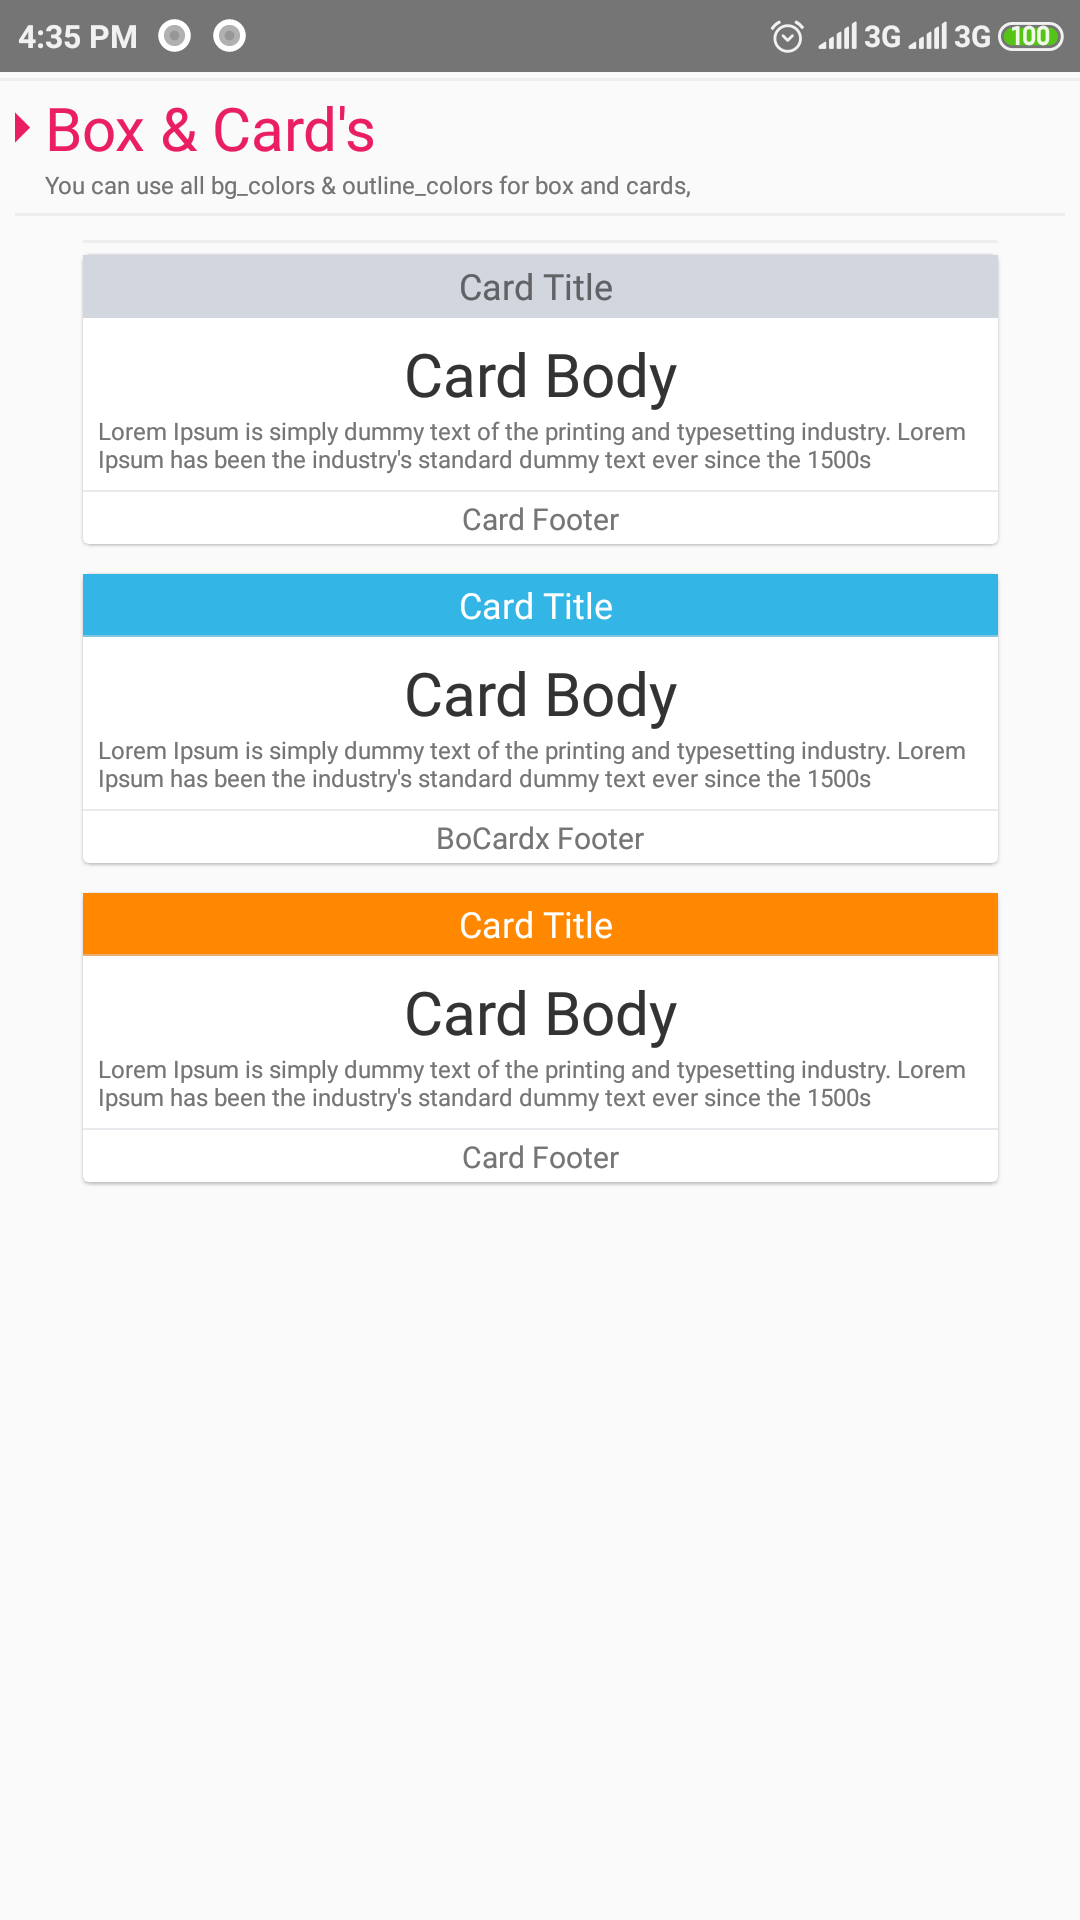 4:35 PM 3G 3G 100
Box & Card's
You can use all bg_colors & outline_colors for box and cards,
Card Title
Card Body
Lorem Ipsum is simply dummy text of the printing and typesetting industry. Lorem
Ipsum has been the industry's standard dummy text ever since the 1500s
Card Footer
Card Title
Card Body
Lorem Ipsum is simply dummy text of the printing and typesetting industry. Lorem
Ipsum has been the industry's standard dummy text ever since the 1500s
BoCardx Footer
Card Title
Card Body
Lorem Ipsum is simply dummy text of the printing and typesetting industry. Lorem
Ipsum has been the industry's standard dummy text ever since the 1500s
Card Footer